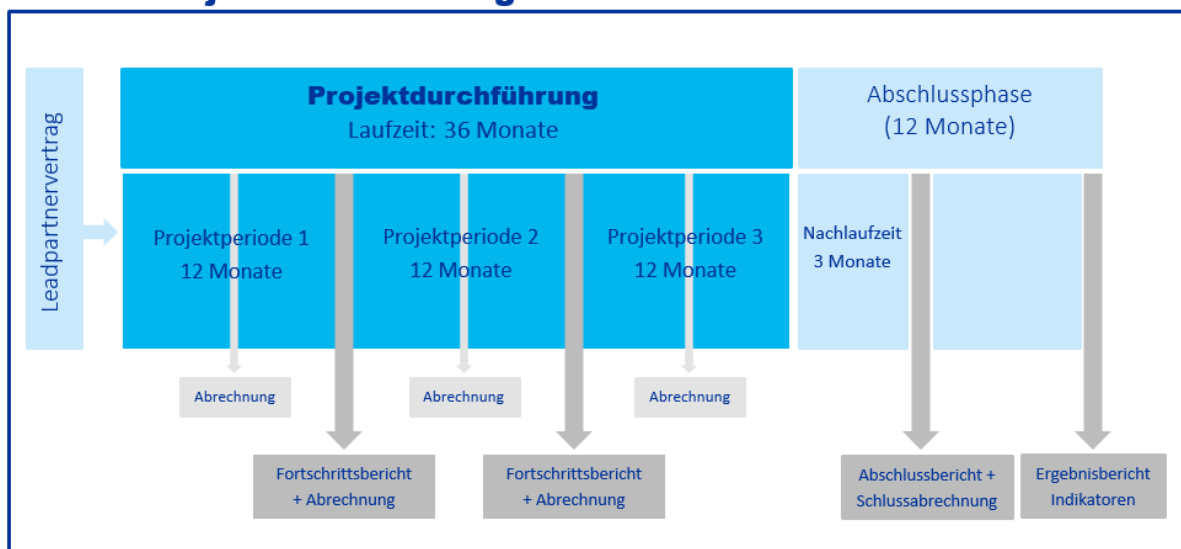 Leadpartnervertrag
Projektdurchführung
Laufzeit: 36 Monate
Abschlussphase
(12 Monate)
Projektperiode 1
12 Monate
Projektperiode 2
12 Monate
Projektperiode 3
12 Monate
Nachlaufzeit
3 Monate
Abrechnung
Abrechnung
Abrechnung
Fortschrittsbericht
+ Abrechnung
Fortschrittsbericht
+ Abrechnung
Abschlussbericht +
Schlussabrechnung
Ergebnisbericht
Indikatoren